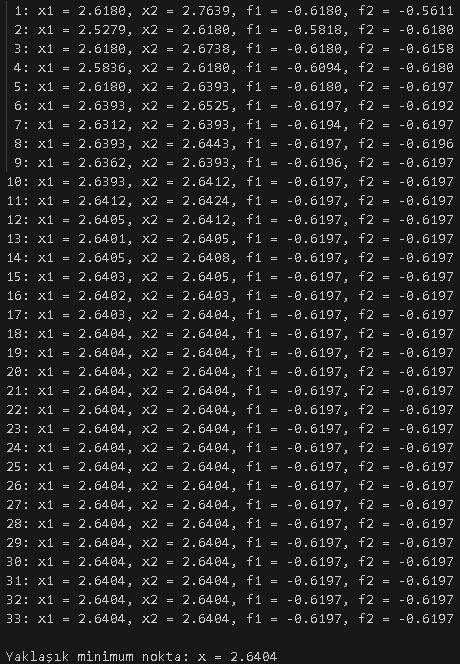 1: x1 = 2.6180, x2 = 2.7639, f1 = -0.6180, f2 = -0.5611
2: x1 = 2.5279, x2 = 2.6180, f1 = -0.5818, f2 = -0.6180
3: x1 = 2.6180, x2 = 2.6738, f1 = -0.6180, f2 = -0.6158
4: x1 = 2.5836, x2 = 2.6180, f1 = -0.6094, f2 = -0.6180
5: x1 = 2.6180, x2 = 2.6393, f1 = -0.6180, f2 = -0.6197
6: x1 = 2.6393, x2 = 2.6525, f1 = -0.6197, f2 = -0.6192
7: x1 = 2.6312, x2 = 2.6393, f1 = -0.6194, f2 = -0.6197
8: x1 = 2.6393, x2 = 2.6443, f1 = -0.6197, f2 = -0.6196
9: x1 = 2.6362, x2 = 2.6393, f1 = -0.6196, f2 = -0.6197
10: x1 = 2.6393, x2 = 2.6412, f1 = -0.6197, f2 = -0.6197
11: x1 = 2.6412, x2 = 2.6424, f1 = -0.6197, f2 = -0.6197
12: x1 = 2.6405, x2 = 2.6412, f1 = -0.6197, f2 = -0.6197
13: x1 = 2.6401, x2 = 2.6405, f1 = -0.6197, f2 = -0.6197
14: x1 = 2.6405, x2 = 2.6408, f1 = -0.6197, f2 = -0.6197
15: x1 = 2.6403, x2 = 2.6405, f1 = -0.6197, f2 = -0.6197
16: x1 = 2.6402, x2 = 2.6403, f1 = -0.6197, f2 = -0.6197
17: x1 = 2.6403, x2 = 2.6404, f1 = -0.6197, f2 = -0.6197
18: x1 = 2.6404, x2 = 2.6404, f1 = -0.6197, f2 = -0.6197
19: x1 = 2.6404, x2 = 2.6404, f1 = -0.6197, f2 = -0.6197
20: x1 = 2.6404, x2 = 2.6404, f1 = -0.6197, f2 = -0.6197
21: x1 = 2.6404, x2 = 2.6404, f1 = -0.6197, f2 = -0.6197
22: x1 = 2.6404, x2 = 2.6404, f1 = -0.6197, f2 = -0.6197
23: x1 = 2.6404, x2 = 2.6404, f1 = -0.6197, f2 = -0.6197
24: x1 = 2.6404, x2 = 2.6404, f1 = -0.6197, f2 = -0.6197
25: x1 = 2.6404, x2 = 2.6404, f1 = -0.6197, f2 = -0.6197
26: x1 = 2.6404, x2 = 2.6404, f1 = -0.6197, f2 = -0.6197
27: x1 = 2.6404, x2 = 2.6404, f1 = -0.6197, f2 = -0.6197
28: x1 = 2.6404, x2 = 2.6404, f1 = -0.6197, f2 = -0.6197
29: x1 = 2.6404, x2 = 2.6404, f1 = -0.6197, f2 = -0.6197
30: x1 = 2.6404, x2 = 2.6404, f1 = -0.6197, f2 = -0.6197
31: x1 = 2.6404, x2 = 2.6404, f1 = -0.6197, f2 = -0.6197
32: x1 = 2.6404, x2 = 2.6404, f1 = -0.6197, f2 = -0.6197
33: x1 = 2.6404, x2 = 2.6404, f1 = -0.6197, f2 = -0.6197
Yaklaşık minimum nokta: x = 2.6404